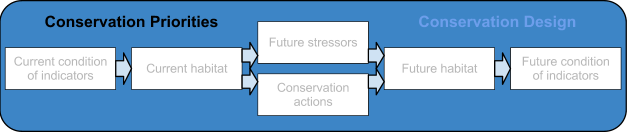 Conservation Priorities
Conservation Design
Current condition
of indicators
Current habitat
Future stressors
Conservation
actions
Future habitat
Future condition
of indicators